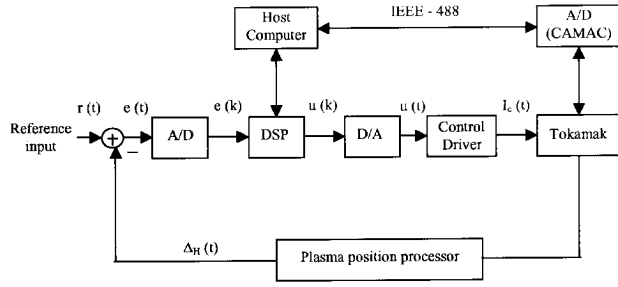 Host
Computer
IEEE - 488
A/D
(CAMAC)
r (t)
e (t)
e (k)
u (k)
u (t)
I_c (t)
Reference
input
A/D
DSP
D/A
Control
Driver
Tokamak
+
−
Δ_H (t)
Plasma position processor